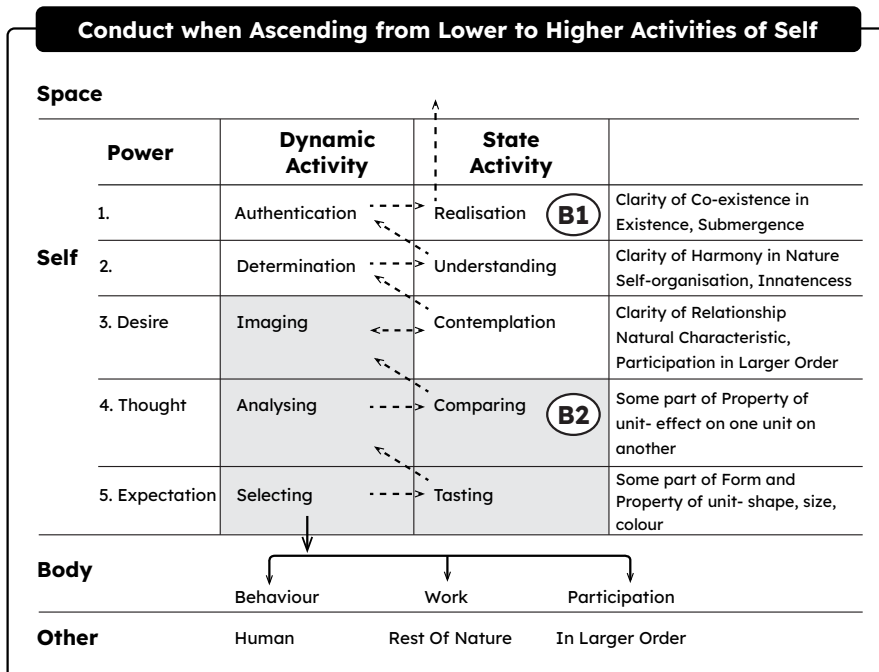 Conduct when Ascending from Lower to Higher Activities of Self
Space
Power
Dynamic
Activity
State
Activity
Self
1.
Authentication
Realisation
B1
Clarity of Co-existence in
Existence, Submergence
2.
Determination
Understanding
Clarity of Harmony in Nature
Self-organisation, Innatencess
3. Desire
Imaging
Contemplation
Clarity of Relationship
Natural Characteristic,
Participation in Larger Order
4. Thought
Analysing
Comparing
B2
Some part of Property of
unit- effect on one unit on
another
5. Expectation
Selecting
Tasting
Some part of Form and
Property of unit- shape, size,
colour
Body
Behaviour
Work
Participation
Other
Human
Rest Of Nature
In Larger Order